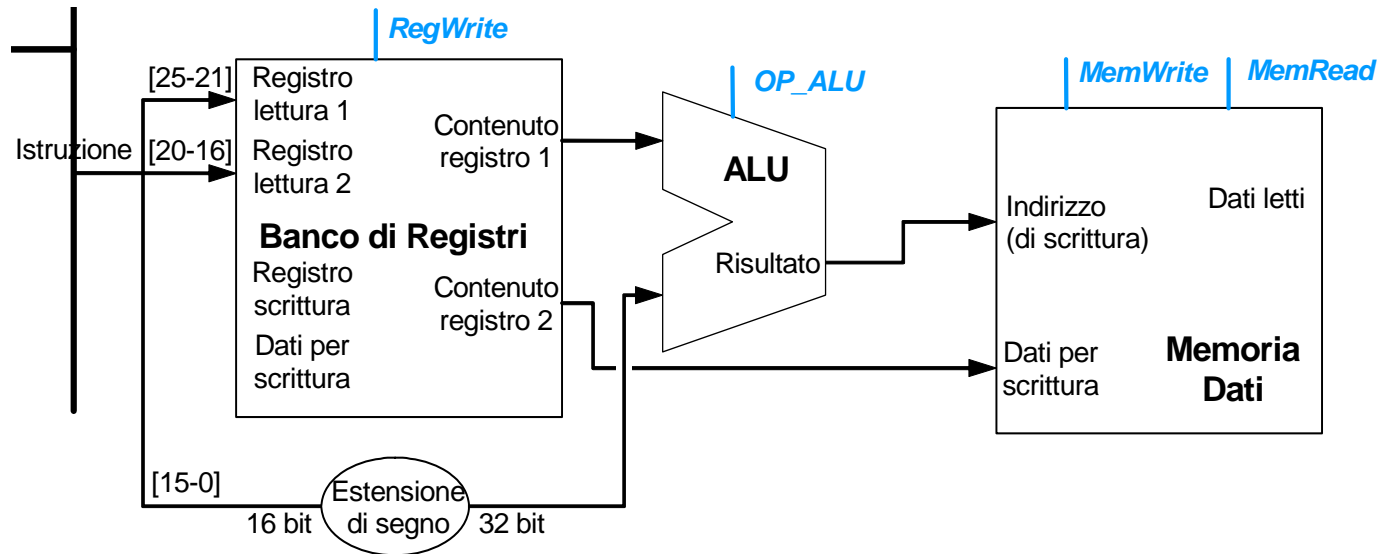 RegWrite
[25-21]
Registro
lettura 1
Istruzione
[20-16]
Registro
lettura 2
Contenuto
registro 1
Banco di Registri
Registro
scrittura
Contenuto
registro 2
Dati per
scrittura
OP_ALU
ALU
Risultato
MemWrite
MemRead
Indirizzo
(di scrittura)
Dati letti
Dati per
scrittura
Memoria
Dati
[15-0]
16 bit
Estensione
di segno
32 bit